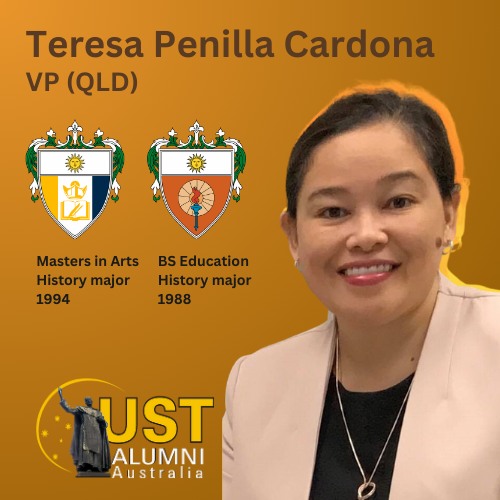 Teresa Penilla Cardona
VP (QLD)
Masters in Arts
History major
1994
BS Education
History major
1988
UST
ALUMNI
Australia